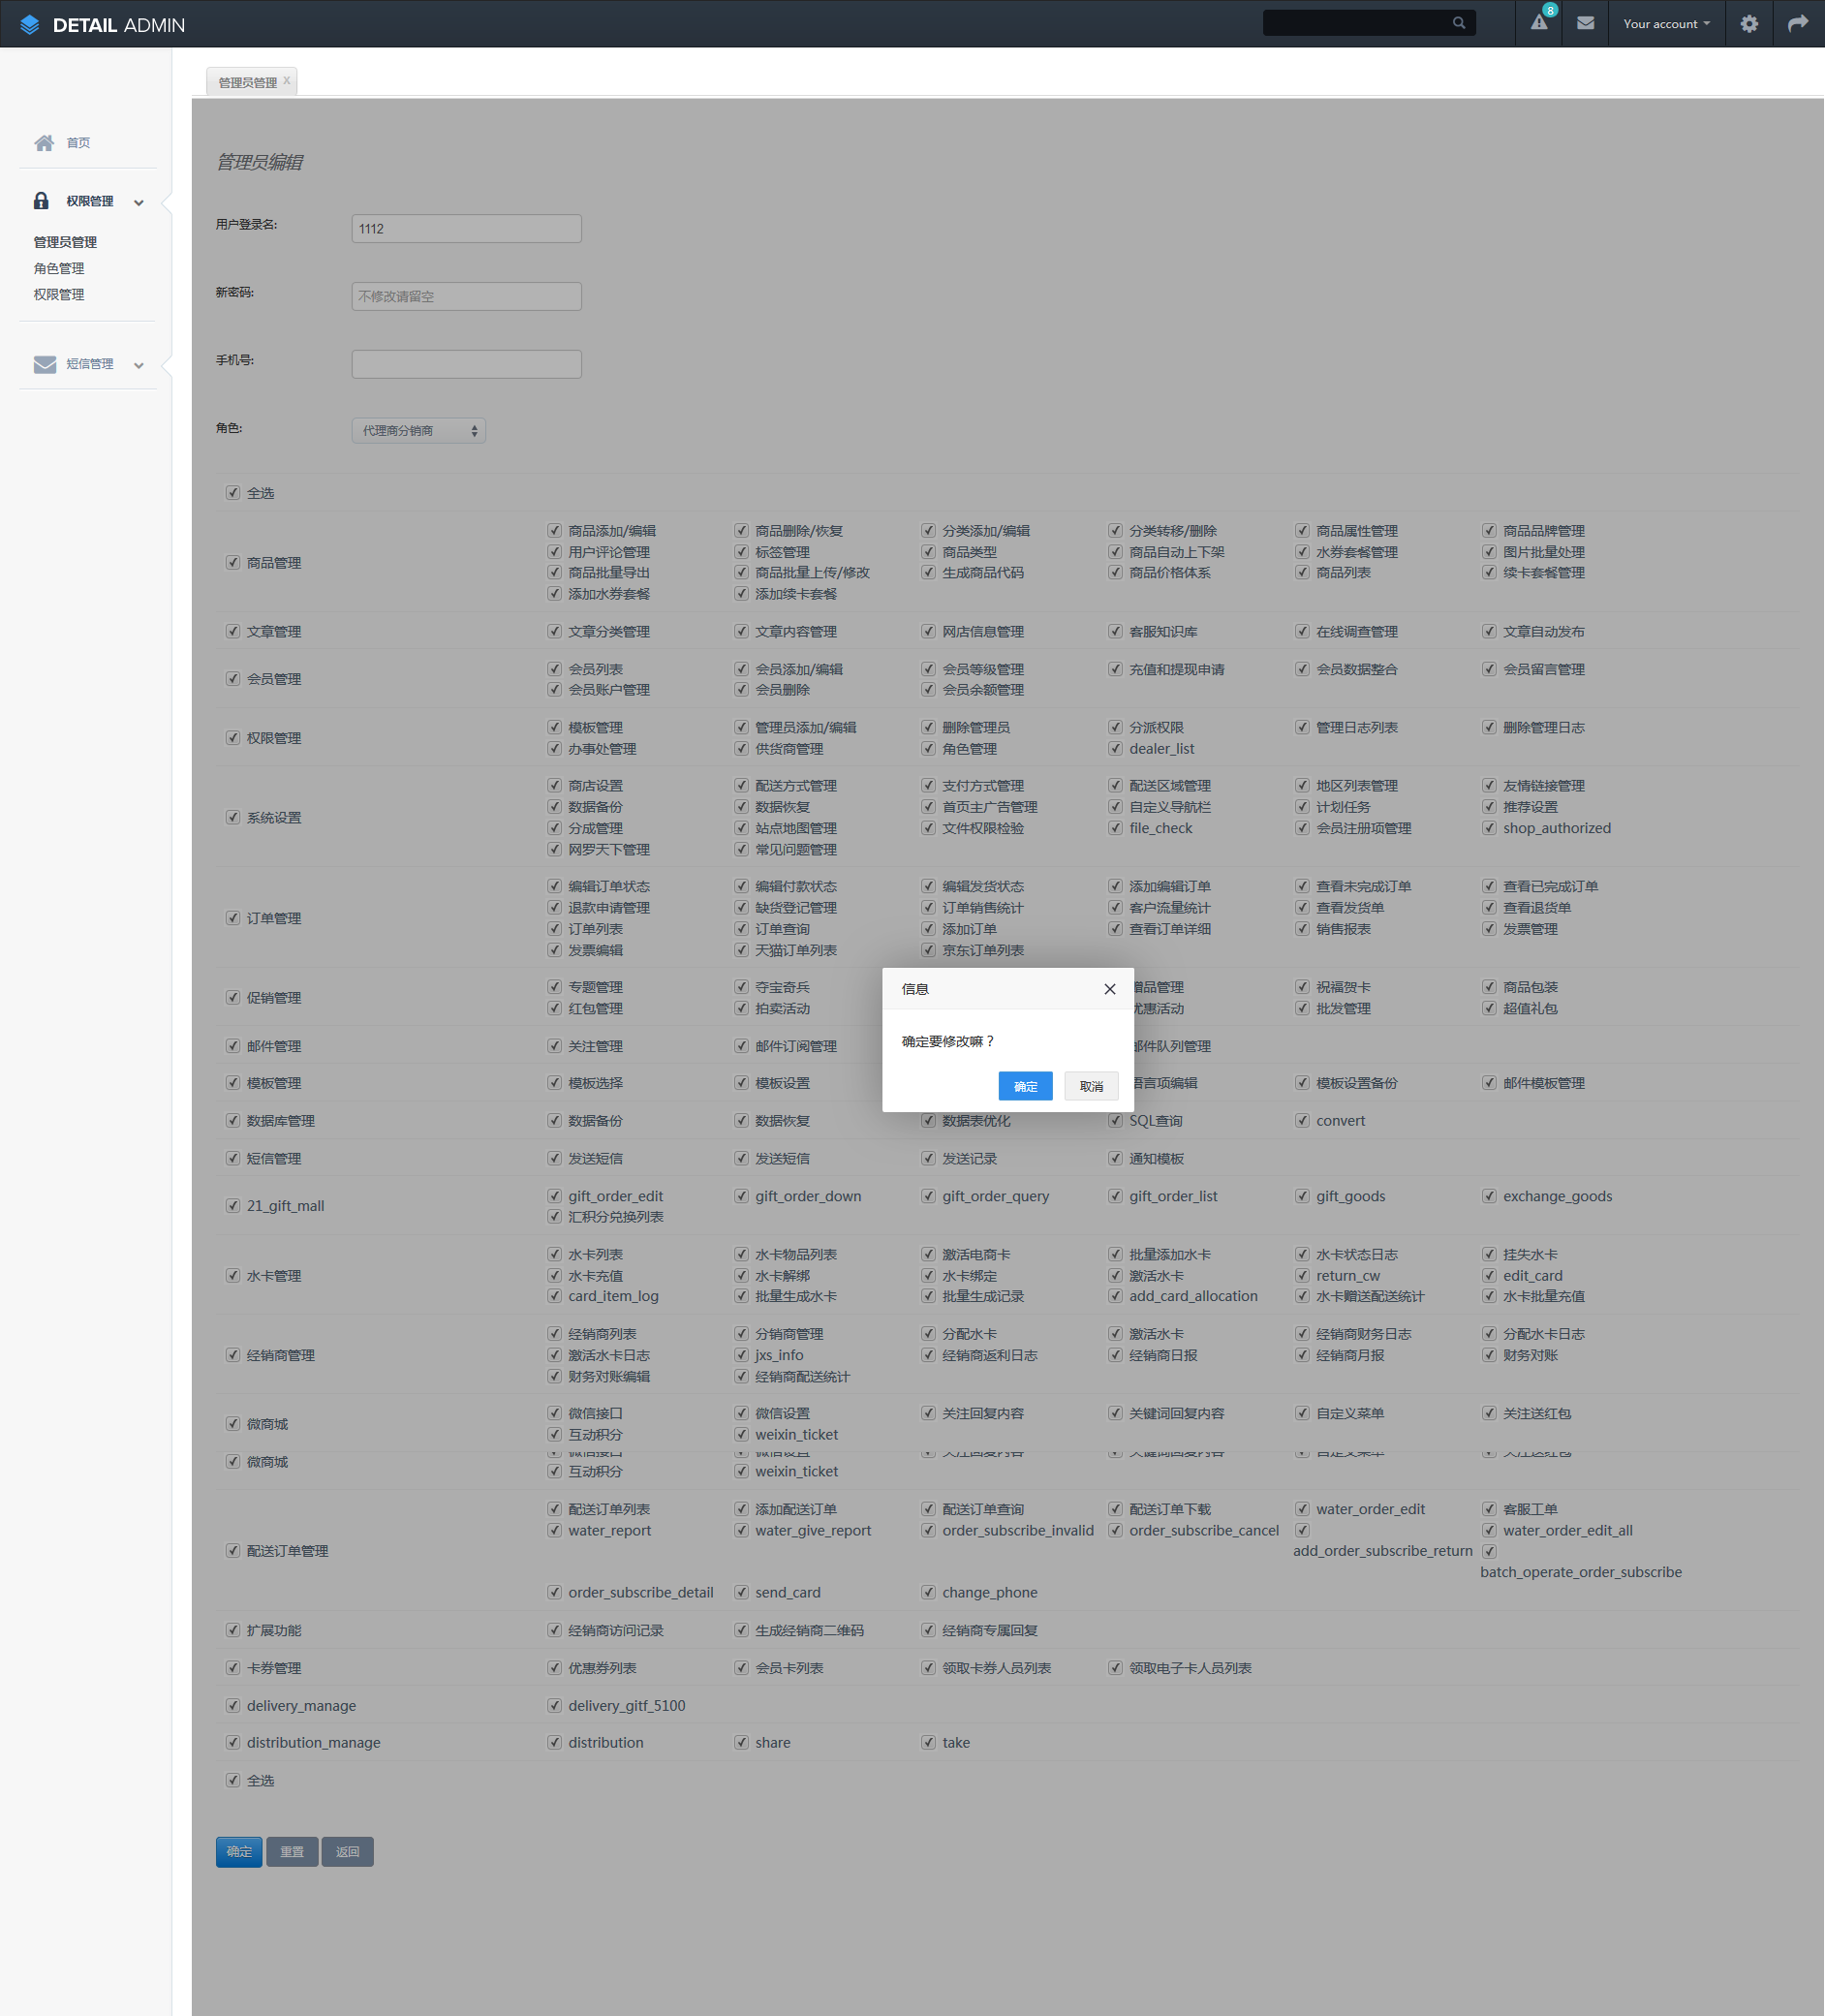 DETAIL ADMIN
8
Your account
管理员管理 x
首页
权限管理
管理员管理
角色管理
权限管理
短信管理
管理员编辑
用户登录名: 1112
新密码: 不修改请留空
手机号:
角色: 代理商分销商
全选
商品管理
商品添加/编辑 商品删除/恢复 分类添加/编辑 分类转移/删除 商品属性管理 商品品牌管理
用户评论管理 标签管理 商品类型 商品自动上下架 水券套餐管理 图片批量处理
商品批量导出 商品批量上传/修改 生成商品代码 商品价格体系 商品列表 续卡套餐管理
添加水券套餐 添加续卡套餐
文章管理 文章分类管理 文章内容管理 网店信息管理 客服知识库 在线调查管理 文章自动发布
会员管理
会员列表 会员添加/编辑 会员等级管理 充值和提现申请 会员数据整合 会员留言管理
会员账户管理 会员删除 会员余额管理
权限管理
模板管理 管理员添加/编辑 删除管理员 分派权限 管理日志列表 删除管理日志
办事处管理 供货商管理 角色管理 dealer_list
系统设置
商店设置 配送方式管理 支付方式管理 配送区域管理 地区列表管理 友情链接管理
数据备份 数据恢复 首页主广告管理 自定义导航栏 计划任务 推荐设置
分成管理 站点地图管理 文件权限检验 file_check 会员注册项管理 shop_authorized
网罗天下管理 常见问题管理
订单管理
编辑订单状态 编辑付款状态 编辑发货状态 添加编辑订单 查看未完成订单 查看已完成订单
退款申请管理 缺货登记管理 订单销售统计 客户流量统计 查看发货单 查看退货单
订单列表 订单查询 添加订单 查看订单详细 销售报表 发票管理
发票编辑 天猫订单列表 京东订单列表
促销管理
专题管理 夺宝奇兵 赠品管理 祝福贺卡 商品包装
红包管理 拍卖活动 优惠活动 批发管理 超值礼包
信息
确定要修改嘛？
确定 取消
邮件管理 关注管理 邮件订阅管理 邮件队列管理
模板管理 模板选择 模板设置 语言项编辑 模板设置备份 邮件模板管理
数据库管理 数据备份 数据恢复 数据表优化 SQL查询 convert
短信管理 发送短信 发送短信 发送记录 通知模板
21_gift_mall
gift_order_edit gift_order_down gift_order_query gift_order_list gift_goods exchange_goods
汇积分兑换列表
水卡管理
水卡列表 水卡物品列表 激活电商卡 批量添加水卡 水卡状态日志 挂失水卡
水卡充值 水卡解绑 水卡绑定 激活水卡 return_cw edit_card
card_item_log 批量生成水卡 批量生成记录 add_card_allocation 水卡赠送配送统计 水卡批量充值
经销商管理
经销商列表 分销商管理 分配水卡 激活水卡 经销商财务日志 分配水卡日志
激活水卡日志 jxs_info 经销商返利日志 经销商日报 经销商月报 财务对账
财务对账编辑 经销商配送统计
微商城
微信接口 微信设置 关注回复内容 关键词回复内容 自定义菜单 关注送红包
互动积分 weixin_ticket
微商城
微信接口 微信设置 关注回复内容 关键词回复内容 自定义菜单 关注送红包
互动积分 weixin_ticket
配送订单管理
配送订单列表 添加配送订单 配送订单查询 配送订单下载 water_order_edit 客服工单
water_report water_give_report order_subscribe_invalid order_subscribe_cancel add_order_subscribe_return water_order_edit_all
batch_operate_order_subscribe
order_subscribe_detail send_card change_phone
扩展功能 经销商访问记录 生成经销商二维码 经销商专属回复
卡券管理 优惠券列表 会员卡列表 领取卡券人员列表 领取电子卡人员列表
delivery_manage delivery_gitf_5100
distribution_manage distribution share take
全选
确定 重置 返回